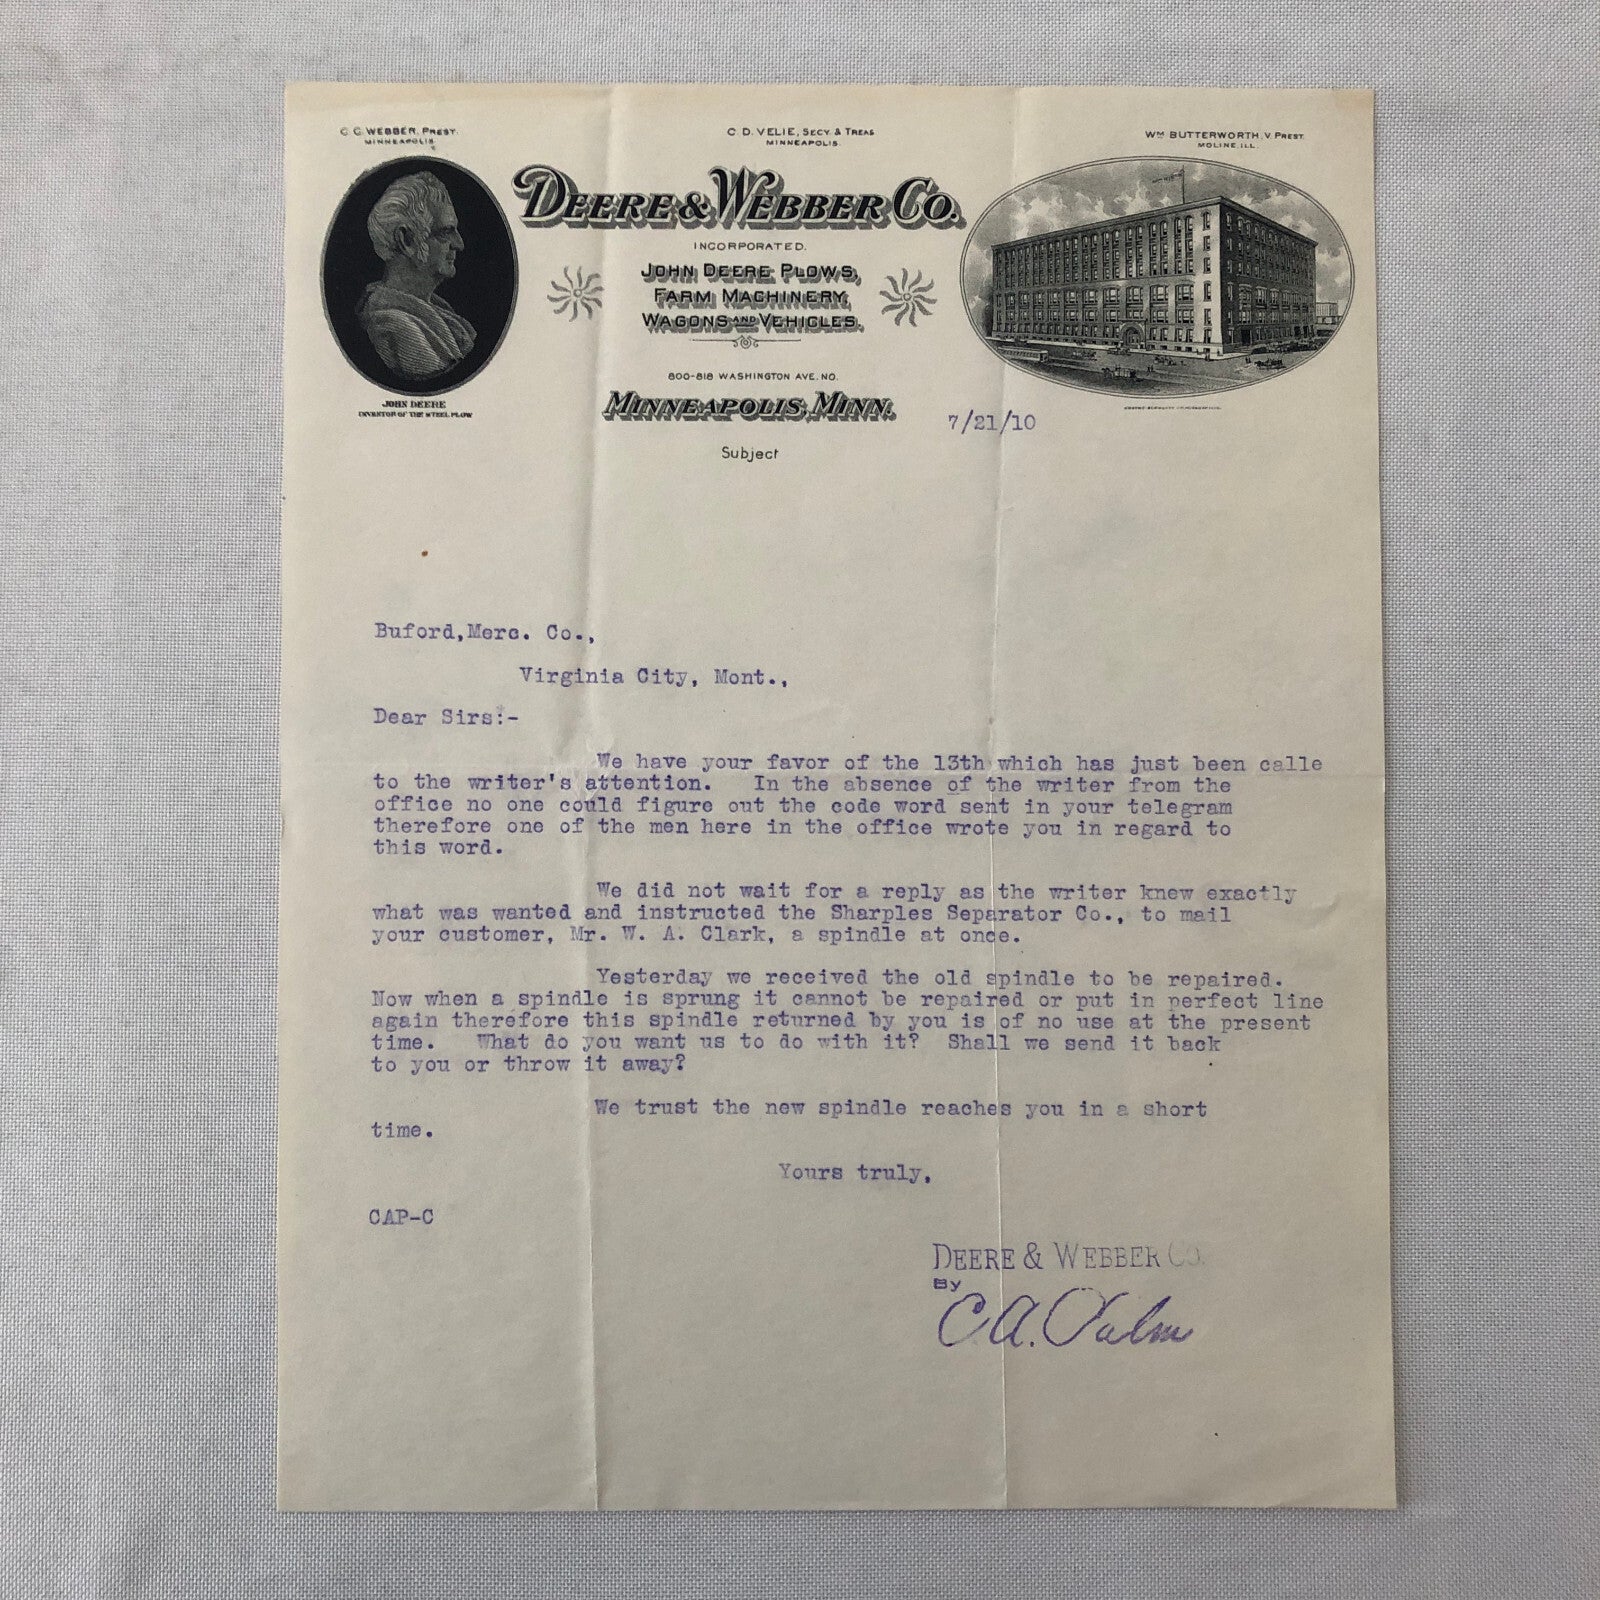 C. C. WEBBER, PREST.
MINNEAPOLIS.
C. D. VELIE, SECY. & TREAS
MINNEAPOLIS.
WM BUTTERWORTH, V. PREST.
MOLINE, ILL.
DEERE & WEBBER CO.
INCORPORATED.
JOHN DEERE PLOWS,
FARM MACHINERY,
WAGONS AND VEHICLES.
800-818 WASHINGTON AVE. NO.
MINNEAPOLIS, MINN.
JOHN DEERE
INVENTOR OF THE STEEL PLOW
7/21/10
Subject
Buford,Merc. Co.,
Virginia City, Mont.,
Dear Sirs:-
We have your favor of the 13th which has just been calle
to the writer's attention. In the absence of the writer from the
office no one could figure out the code word sent in your telegram
therefore one of the men here in the office wrote you in regard to
this word.
We did not wait for a reply as the writer knew exactly
what was wanted and instructed the Sharples Separator Co., to mail
your customer, Mr. W. A. Clark, a spindle at once.
Yesterday we received the old spindle to be repaired.
Now when a spindle is sprung it cannot be repaired or put in perfect line
again therefore this spindle returned by you is of no use at the present
time. What do you want us to do with it? Shall we send it back
to you or throw it away?
We trust the new spindle reaches you in a short
time.
Yours truly,
CAP-C
DEERE & WEBBER CO.
By
C A.